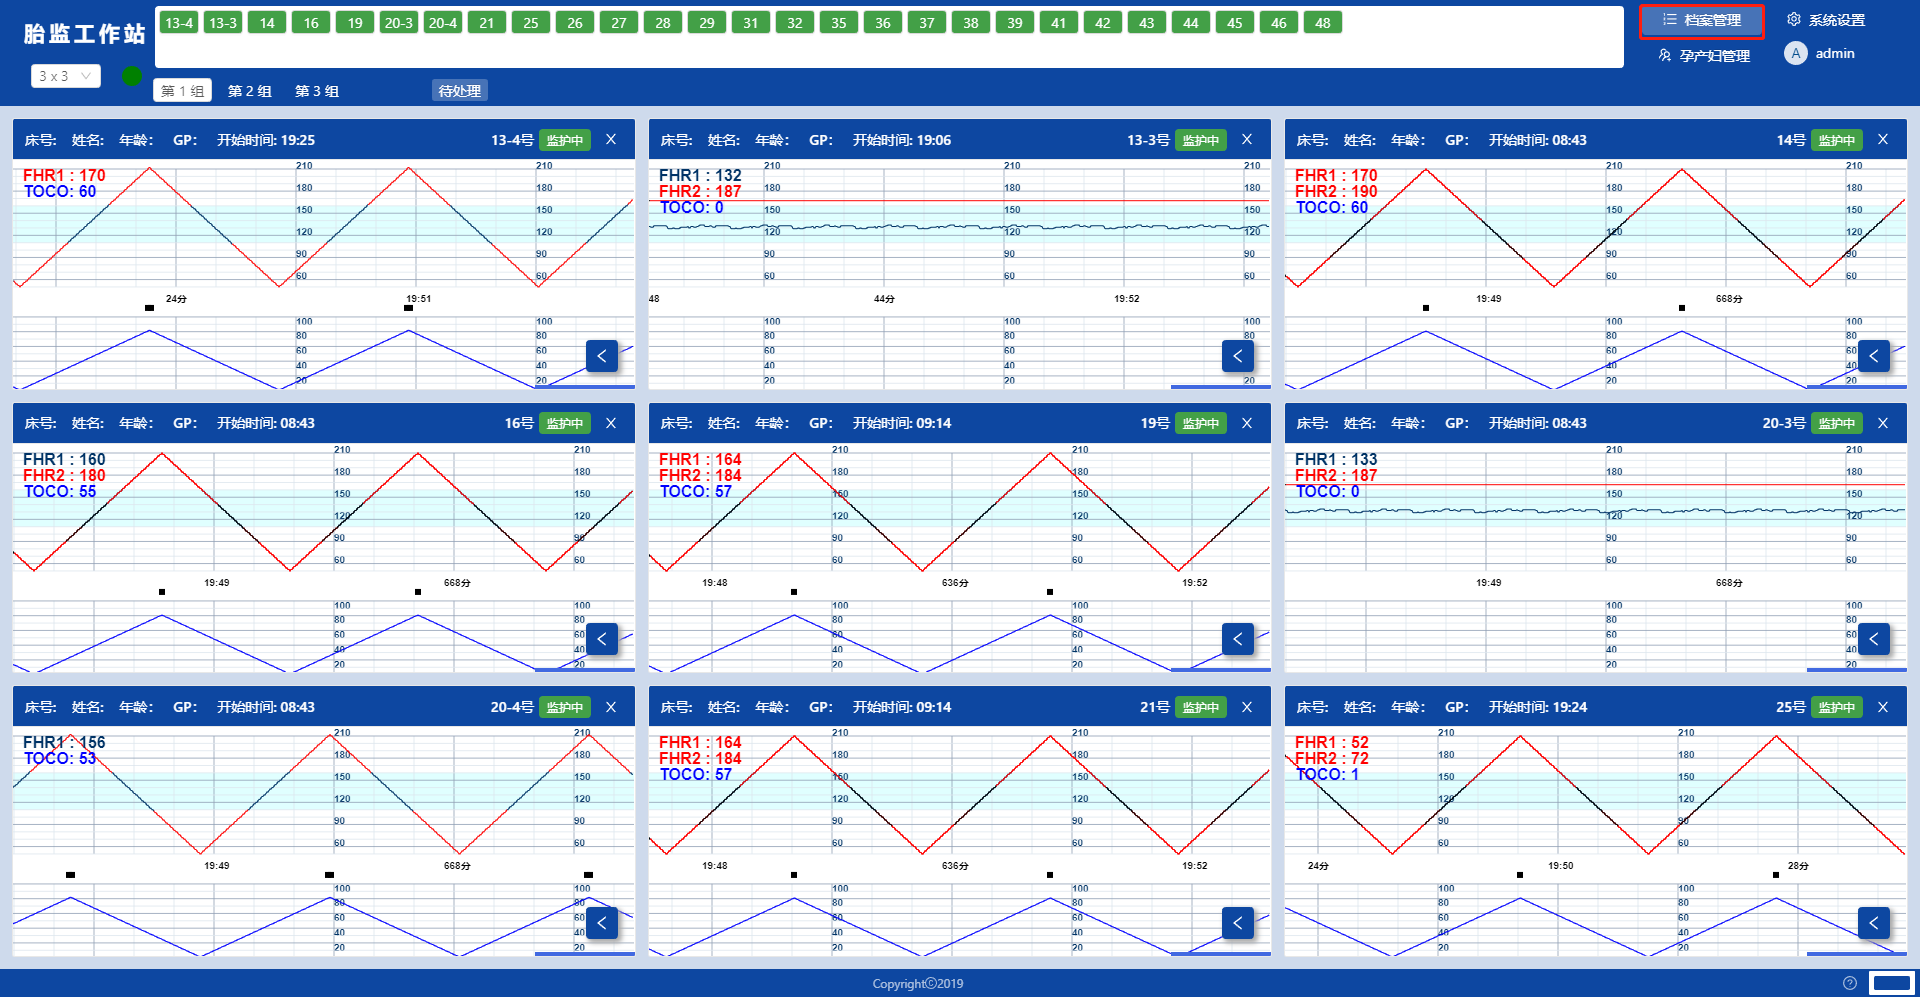 胎监工作站
13-4 13-3 14 16 19 20-3 20-4 21 25 26 27 28 29 31 32 35 36 37 38 39 41 42 43 44 45 46 48
档案管理 系统设置
孕产妇管理 A admin
3 x 3 第 1 组 第 2 组 第 3 组 待处理
床号: 姓名: 年龄: GP: 开始时间: 19:25 13-4号 监护中 X
FHR1 : 170
TOCO: 60
210 210
180 180
150 150
120 120
90 90
60 60
24分 19:51
100 100
80 80
60 60
40 40
20 20
床号: 姓名: 年龄: GP: 开始时间: 19:06 13-3号 监护中 X
FHR1 : 132
FHR2 : 187
TOCO: 0
210 210 210
180 180 180
150 150 150
120 120 120
90 90 90
60 60 60
48 44分 19:52
100 100 100
80 80 80
60 60 60
40 40 40
20 20 20
床号: 姓名: 年龄: GP: 开始时间: 08:43 14号 监护中 X
FHR1 : 170
FHR2 : 190
TOCO: 60
210 210
180 180
150 150
120 120
90 90
60 60
19:49 668分
100 100
80 80
60 60
40 40
20 20
床号: 姓名: 年龄: GP: 开始时间: 08:43 16号 监护中 X
FHR1 : 160
FHR2 : 180
TOCO: 55
210 210
180 180
150 150
120 120
90 90
60 60
19:49 668分
100 100
80 80
60 60
40 40
20 20
床号: 姓名: 年龄: GP: 开始时间: 09:14 19号 监护中 X
FHR1 : 164
FHR2 : 184
TOCO: 57
210 210
180 180
150 150
120 120
90 90
60 60
19:48 636分 19:52
100 100
80 80
60 60
40 40
20 20
床号: 姓名: 年龄: GP: 开始时间: 08:43 20-3号 监护中 X
FHR1 : 133
FHR2 : 187
TOCO: 0
210 210
180 180
150 150
120 120
90 90
60 60
19:49 668分
100 100
80 80
60 60
40 40
20 20
床号: 姓名: 年龄: GP: 开始时间: 08:43 20-4号 监护中 X
FHR1 : 156
TOCO: 53
210 210
180 180
150 150
120 120
90 90
60 60
19:49 668分
100 100
80 80
60 60
40 40
20 20
床号: 姓名: 年龄: GP: 开始时间: 09:14 21号 监护中 X
FHR1 : 164
FHR2 : 184
TOCO: 57
210 210
180 180
150 150
120 120
90 90
60 60
19:48 636分 19:52
100 100
80 80
60 60
40 40
20 20
床号: 姓名: 年龄: GP: 开始时间: 19:24 25号 监护中 X
FHR1 : 52
FHR2 : 72
TOCO: 1
210 210
180 180
150 150
120 120
90 90
60 60
24分 19:50 28分
100 100
80 80
60 60
40 40
20 20
Copyright©2019